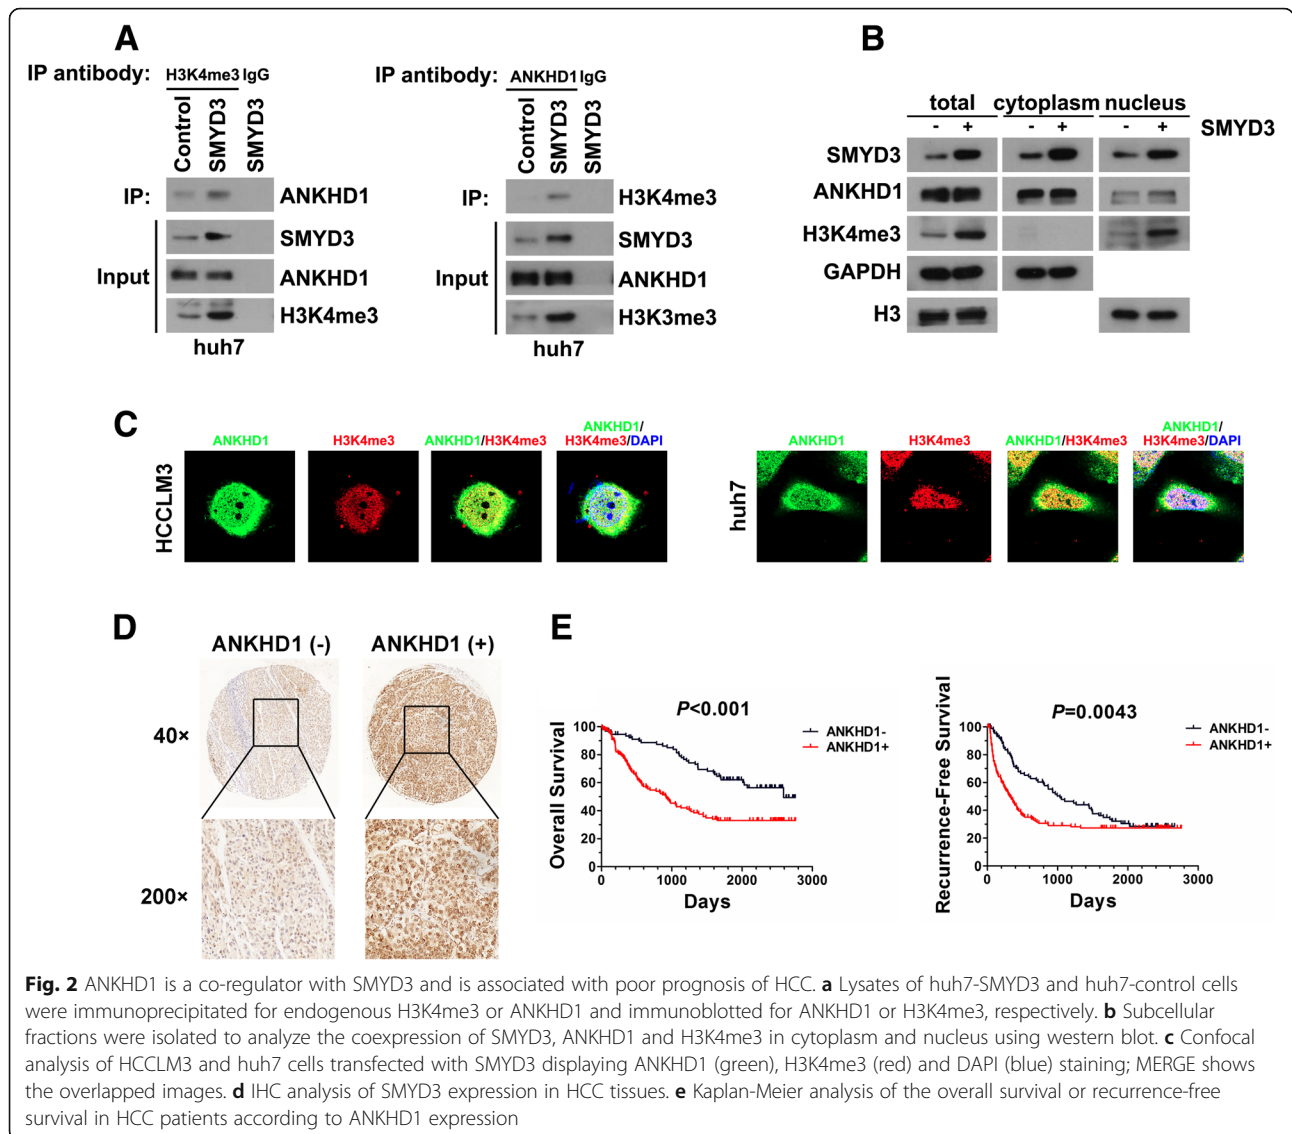 A
IP antibody: H3K4me3 IgG
Control SMYD3 SMYD3
IP: ANKHD1
SMYD3
Input ANKHD1
H3K4me3
huh7
IP antibody: ANKHD1 IgG
Control SMYD3 SMYD3
IP: H3K4me3
SMYD3
Input ANKHD1
H3K3me3
huh7
B
total cytoplasm nucleus
- + - + - + SMYD3
SMYD3
ANKHD1
H3K4me3
GAPDH
H3
C
HCCLM3
ANKHD1 H3K4me3 ANKHD1/H3K4me3 ANKHD1/
H3K4me3/DAPI
huh7
ANKHD1 H3K4me3 ANKHD1/H3K4me3 ANKHD1/
H3K4me3/DAPI
D
ANKHD1 (-) ANKHD1 (+)
40×
200×
E
P<0.001
ANKHD1-
ANKHD1+
Overall Survival
100
80
60
40
20
0
0 1000 2000 3000
Days
P=0.0043
ANKHD1-
ANKHD1+
Recurrence-Free Survival
100
80
60
40
20
0
0 1000 2000 3000
Days
Fig. 2 ANKHD1 is a co-regulator with SMYD3 and is associated with poor prognosis of HCC. a Lysates of huh7-SMYD3 and huh7-control cells
were immunoprecipitated for endogenous H3K4me3 or ANKHD1 and immunoblotted for ANKHD1 or H3K4me3, respectively. b Subcellular
fractions were isolated to analyze the coexpression of SMYD3, ANKHD1 and H3K4me3 in cytoplasm and nucleus using western blot. c Confocal
analysis of HCCLM3 and huh7 cells transfected with SMYD3 displaying ANKHD1 (green), H3K4me3 (red) and DAPI (blue) staining; MERGE shows
the overlapped images. d IHC analysis of SMYD3 expression in HCC tissues. e Kaplan-Meier analysis of the overall survival or recurrence-free
survival in HCC patients according to ANKHD1 expression